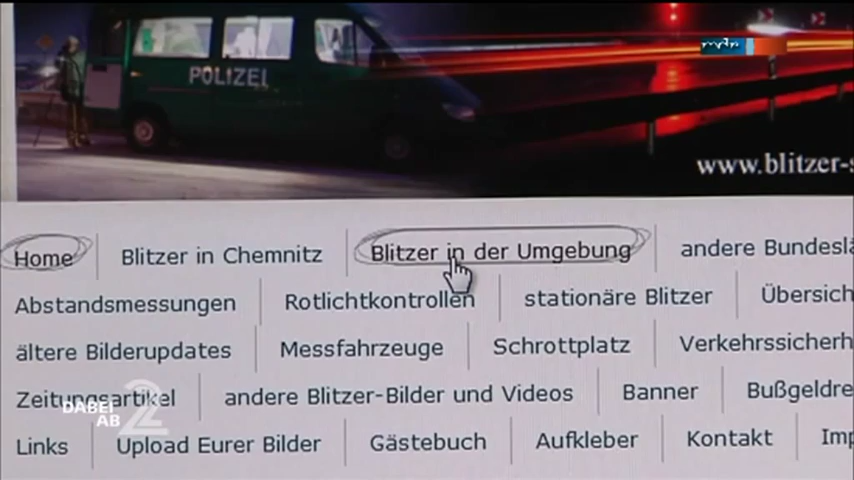 mdr
POLIZEI
www.blitzer-s
Home Blitzer in Chemnitz Blitzer in der Umgebung andere Bundeslä
Abstandsmessungen Rotlichtkontrollen stationäre Blitzer Übersich
ältere Bilderupdates Messfahrzeuge Schrottplatz Verkehrssicherh
Zeitungsartikel andere Blitzer-Bilder und Videos Banner Bußgeldre
DABEI
AB 2
Links Upload Eurer Bilder Gästebuch Aufkleber Kontakt Imp